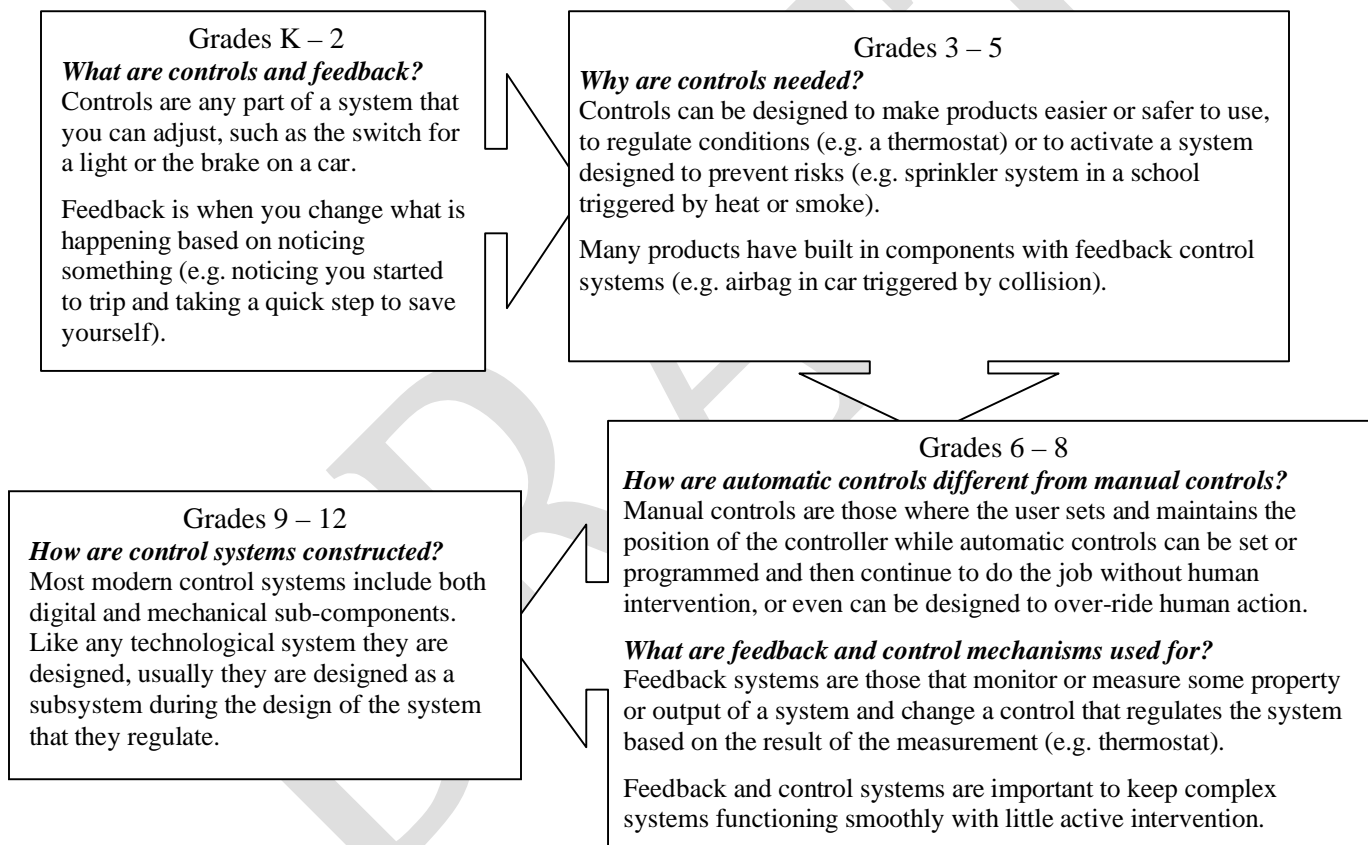 Grades K – 2
What are controls and feedback?
Controls are any part of a system that
you can adjust, such as the switch for
a light or the brake on a car.
Feedback is when you change what is
happening based on noticing
something (e.g. noticing you started
to trip and taking a quick step to save
yourself).
Grades 3 – 5
Why are controls needed?
Controls can be designed to make products easier or safer to use,
to regulate conditions (e.g. a thermostat) or to activate a system
designed to prevent risks (e.g. sprinkler system in a school
triggered by heat or smoke).
Many products have built in components with feedback control
systems (e.g. airbag in car triggered by collision).
Grades 6 – 8
How are automatic controls different from manual controls?
Manual controls are those where the user sets and maintains the
position of the controller while automatic controls can be set or
programmed and then continue to do the job without human
intervention, or even can be designed to over-ride human action.
What are feedback and control mechanisms used for?
Feedback systems are those that monitor or measure some property
or output of a system and change a control that regulates the system
based on the result of the measurement (e.g. thermostat).
Feedback and control systems are important to keep complex
systems functioning smoothly with little active intervention.
Grades 9 – 12
How are control systems constructed?
Most modern control systems include both
digital and mechanical sub-components.
Like any technological system they are
designed, usually they are designed as a
subsystem during the design of the system
that they regulate.